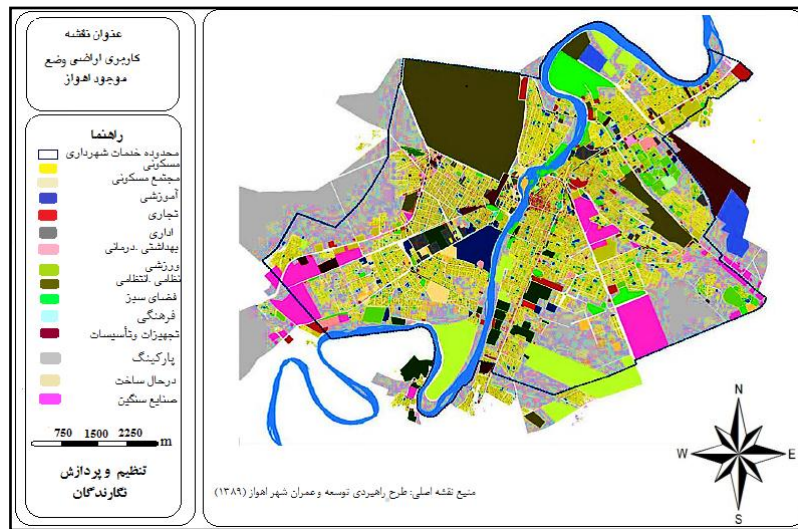 عنوان نقشه
کاربری اراضی وضع
موجود اهواز
راهنما
محدوده خدمات شهرداری
مسکونی
مجتمع مسکونی
آموزشی
تجاری
اداری
بهداشتی .درمانی
ورزشی
نظامی .انتظامی
فضای سبز
فرهنگی
تجهیزات وتأسیسات
پارکینگ
درحال ساخت
صنایع سنگین
750 1500 2250 m
تنظیم و پردازش
نگارندگان
منبع نقشه اصلی: طرح راهبردی توسعه و عمران شهر اهواز (۱۳۸۹)
N
W E
S